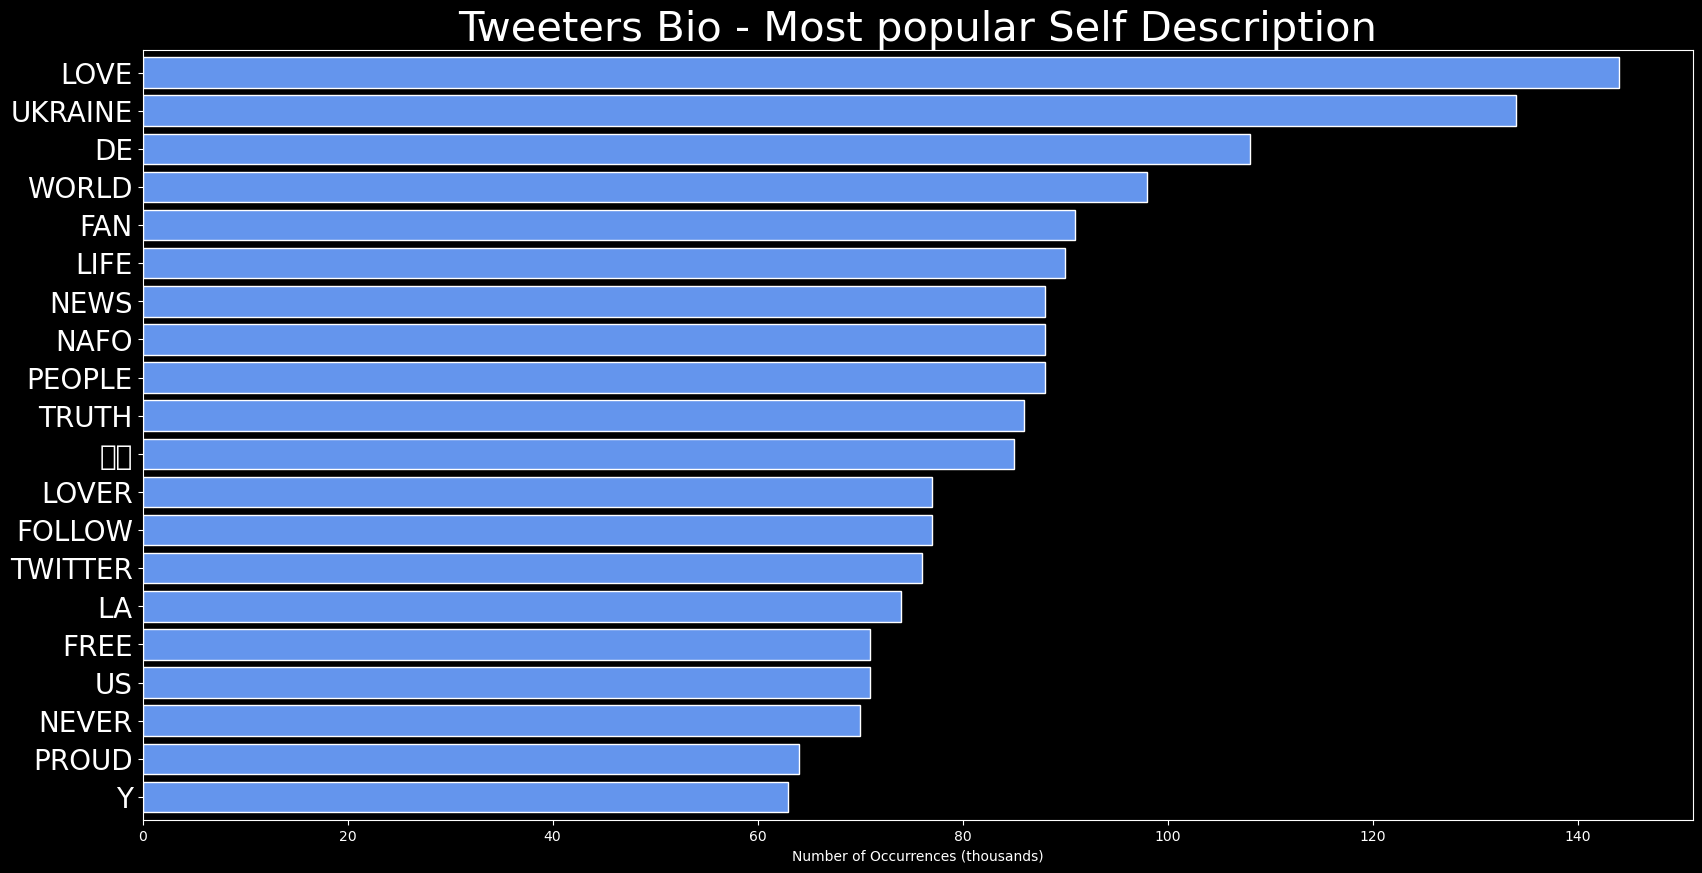 Tweeters Bio - Most popular Self Description
LOVE
UKRAINE
DE
WORLD
FAN
LIFE
NEWS
NAFO
PEOPLE
TRUTH
LOVER
FOLLOW
TWITTER
LA
FREE
US
NEVER
PROUD
Y
0 20 40 60 80 100 120 140
Number of Occurrences (thousands)